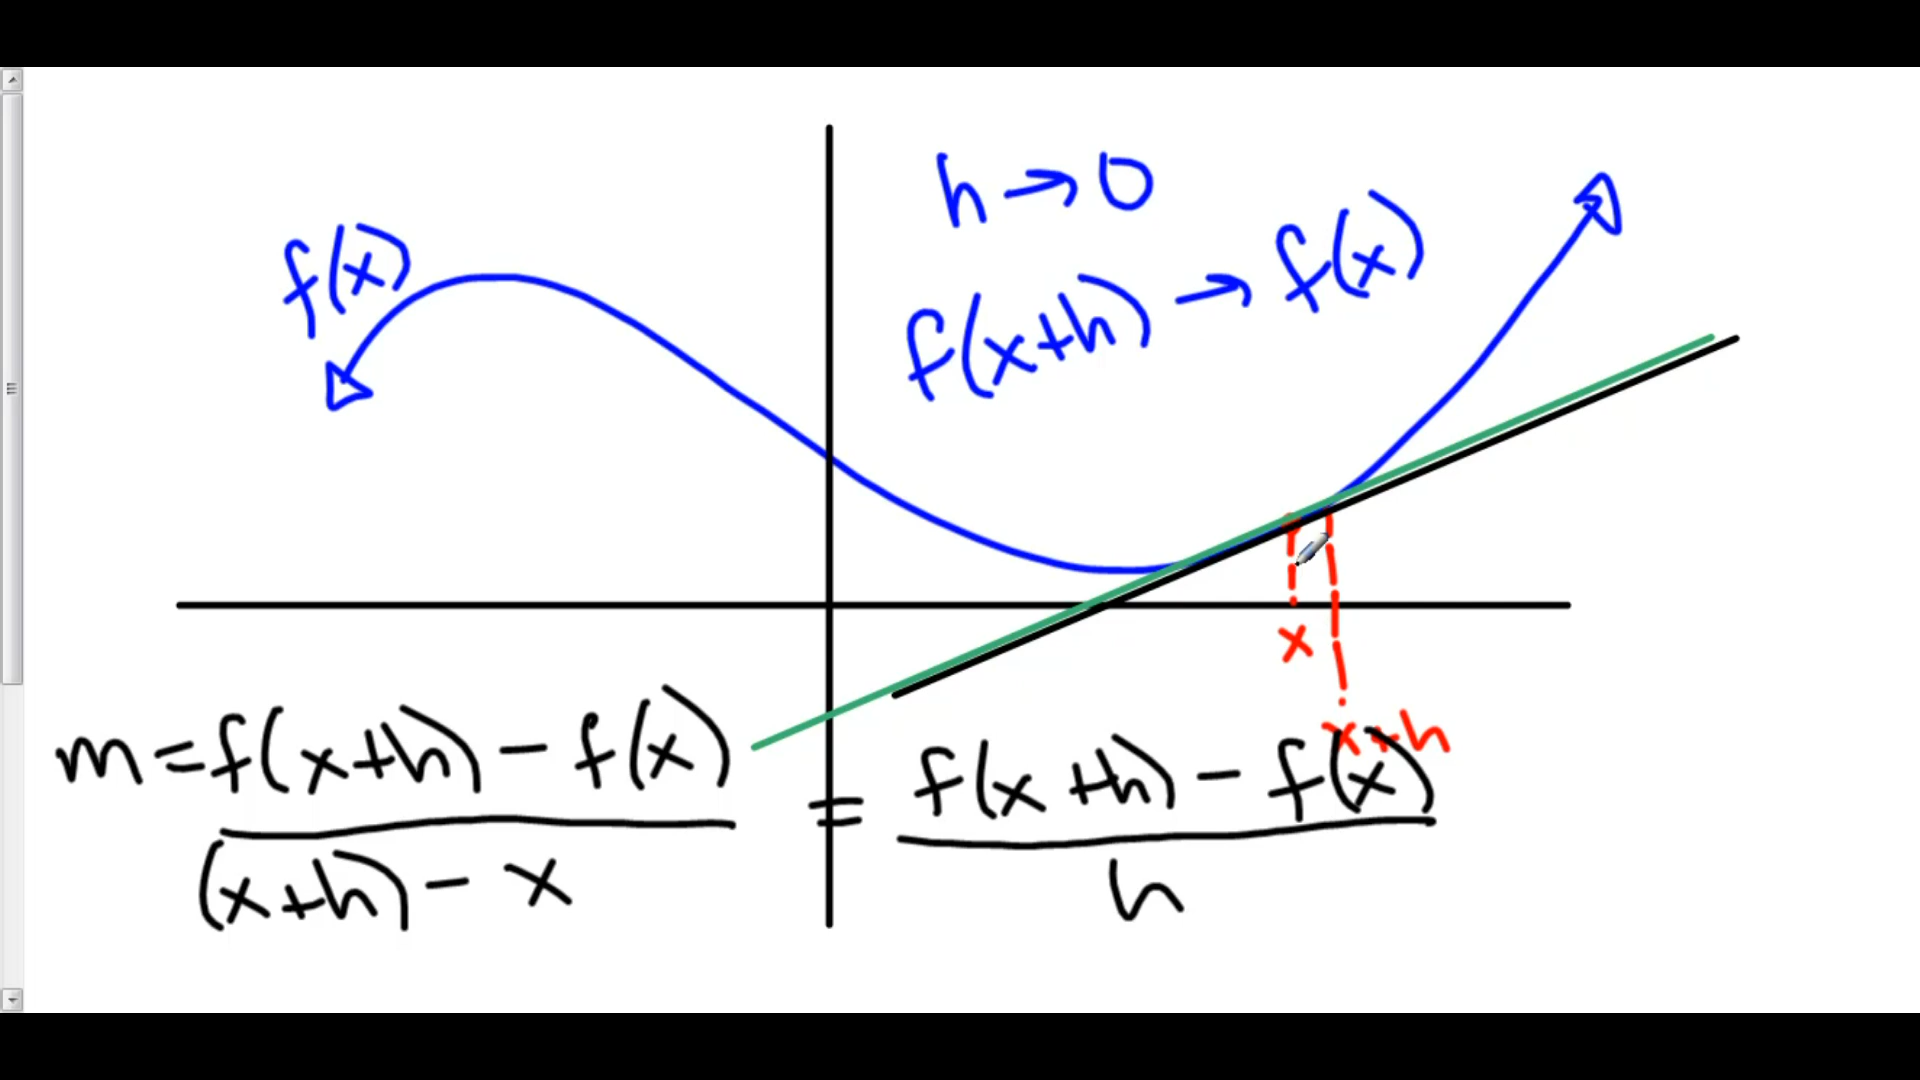 h → 0
f(x)
f(x+h) → f(x)
x
x+h
m = f(x+h) - f(x)
(x+h) - x
= f(x+h) - f(x)
h